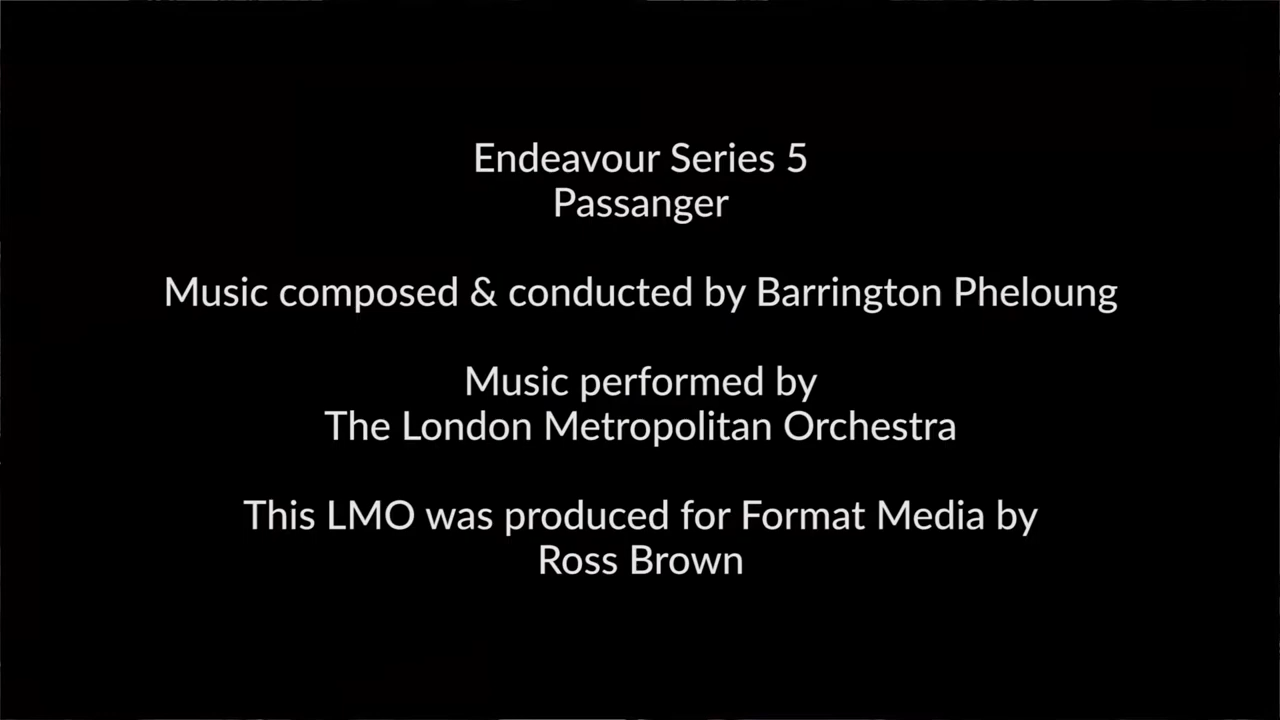 Endeavour Series 5
Passanger
Music composed & conducted by Barrington Pheloung
Music performed by
The London Metropolitan Orchestra
This LMO was produced for Format Media by
Ross Brown